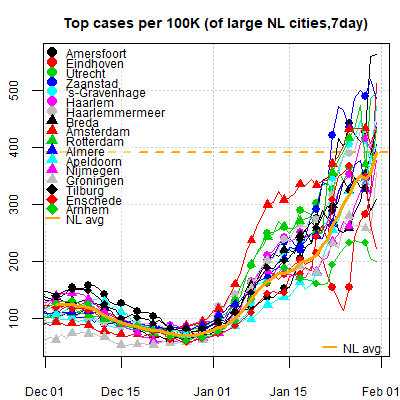 Top cases per 100K (of large NL cities,7day)
500
400
300
200
100
Amersfoort
Eindhoven
Utrecht
Zaanstad
's-Gravenhage
Haarlem
Haarlemmermeer
Breda
Amsterdam
Rotterdam
Almere
Apeldoorn
Nijmegen
Groningen
Tilburg
Enschede
Arnhem
NL avg
NL avg
Dec 01
Dec 15
Jan 01
Jan 15
Feb 01